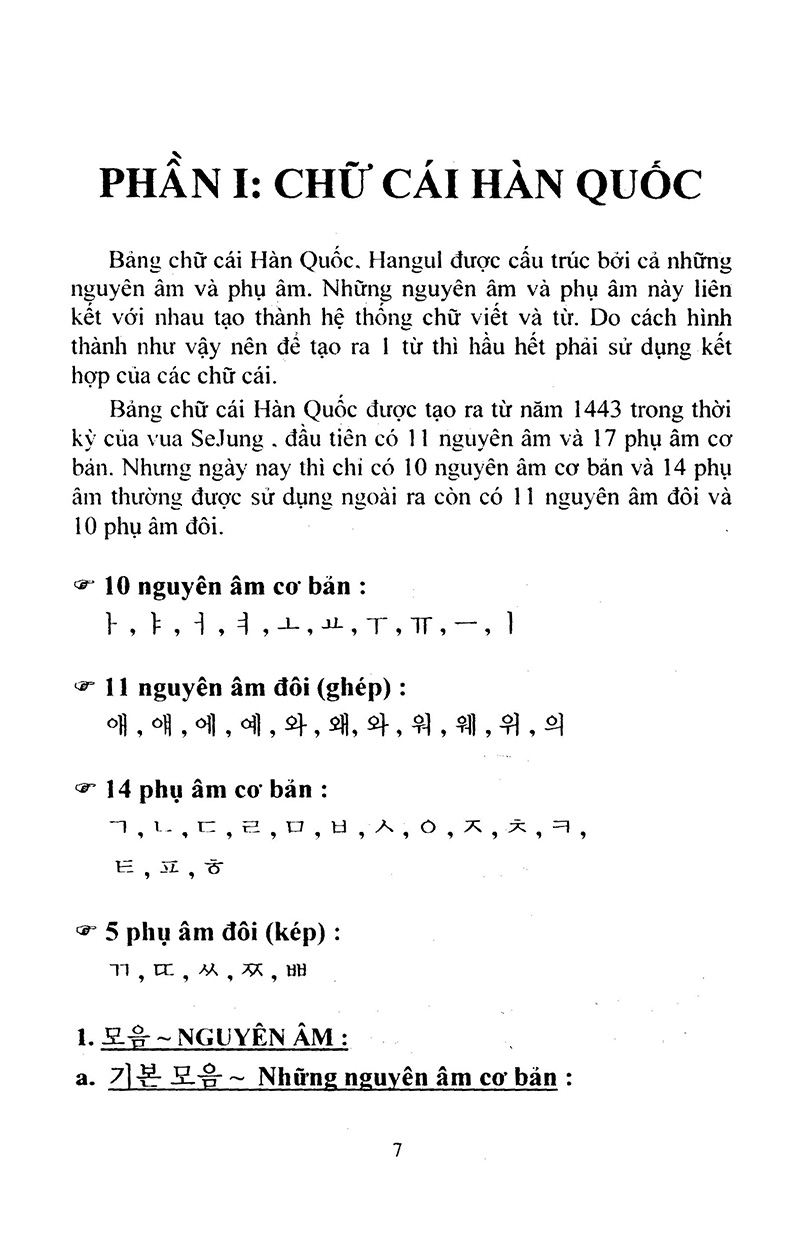 PHẦN I: CHỮ CÁI HÀN QUỐC
Bảng chữ cái Hàn Quốc. Hangul được cấu trúc bởi cả những
nguyên âm và phụ âm. Những nguyên âm và phụ âm này liên
kết với nhau tạo thành hệ thống chữ viết và từ. Do cách hình
thành như vậy nên để tạo ra 1 từ thì hầu hết phải sử dụng kết
hợp của các chữ cái.
Bảng chữ cái Hàn Quốc được tạo ra từ năm 1443 trong thời
kỳ của vua SeJung . đầu tiên có 11 nguyên âm và 17 phụ âm cơ
bản. Nhưng ngày nay thì chỉ có 10 nguyên âm cơ bản và 14 phụ
âm thường được sử dụng ngoài ra còn có 11 nguyên âm đôi và
10 phụ âm đôi.
☞ 10 nguyên âm cơ bản :
ㅏ , ㅑ , ㅓ , ㅕ , ㅗ , ㅛ , ㅜ , ㅠ , ㅡ , ㅣ
☞ 11 nguyên âm đôi (ghép) :
애 , 얘 , 에 , 예 , 와 , 왜, 와 , 워 , 웨 , 위 , 의
☞ 14 phụ âm cơ bản :
ㄱ , ㄴ , ㄷ , ㄹ , ㅁ , ㅂ , ㅅ , ㅇ , ㅈ , ㅊ , ㅋ ,
ㅌ , ㅍ , ㅎ
☞ 5 phụ âm đôi (kép) :
ㄲ , ㄸ , ㅆ , ㅉ , ㅃ
1. 모음 ~ NGUYÊN ÂM :
a. 기본 모음 ~ Những nguyên âm cơ bản :
7